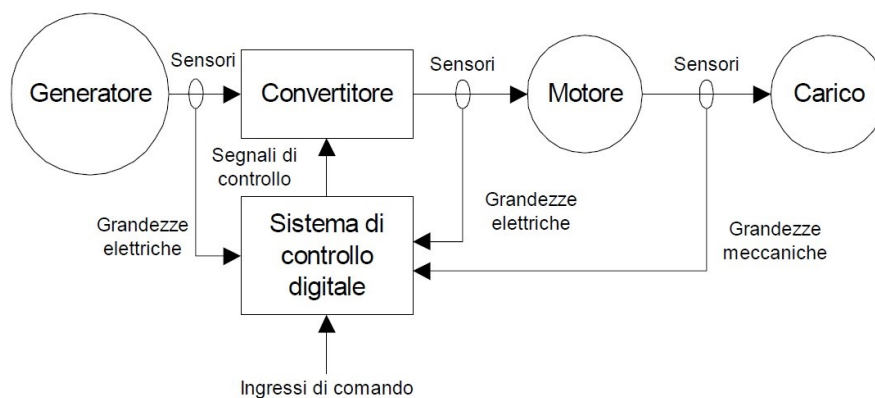 Sensori
Sensori
Sensori
Generatore
Convertitore
Motore
Carico
Segnali di
controllo
Grandezze
elettriche
Sistema di
controllo
digitale
Grandezze
elettriche
Grandezze
meccaniche
Ingressi di comando